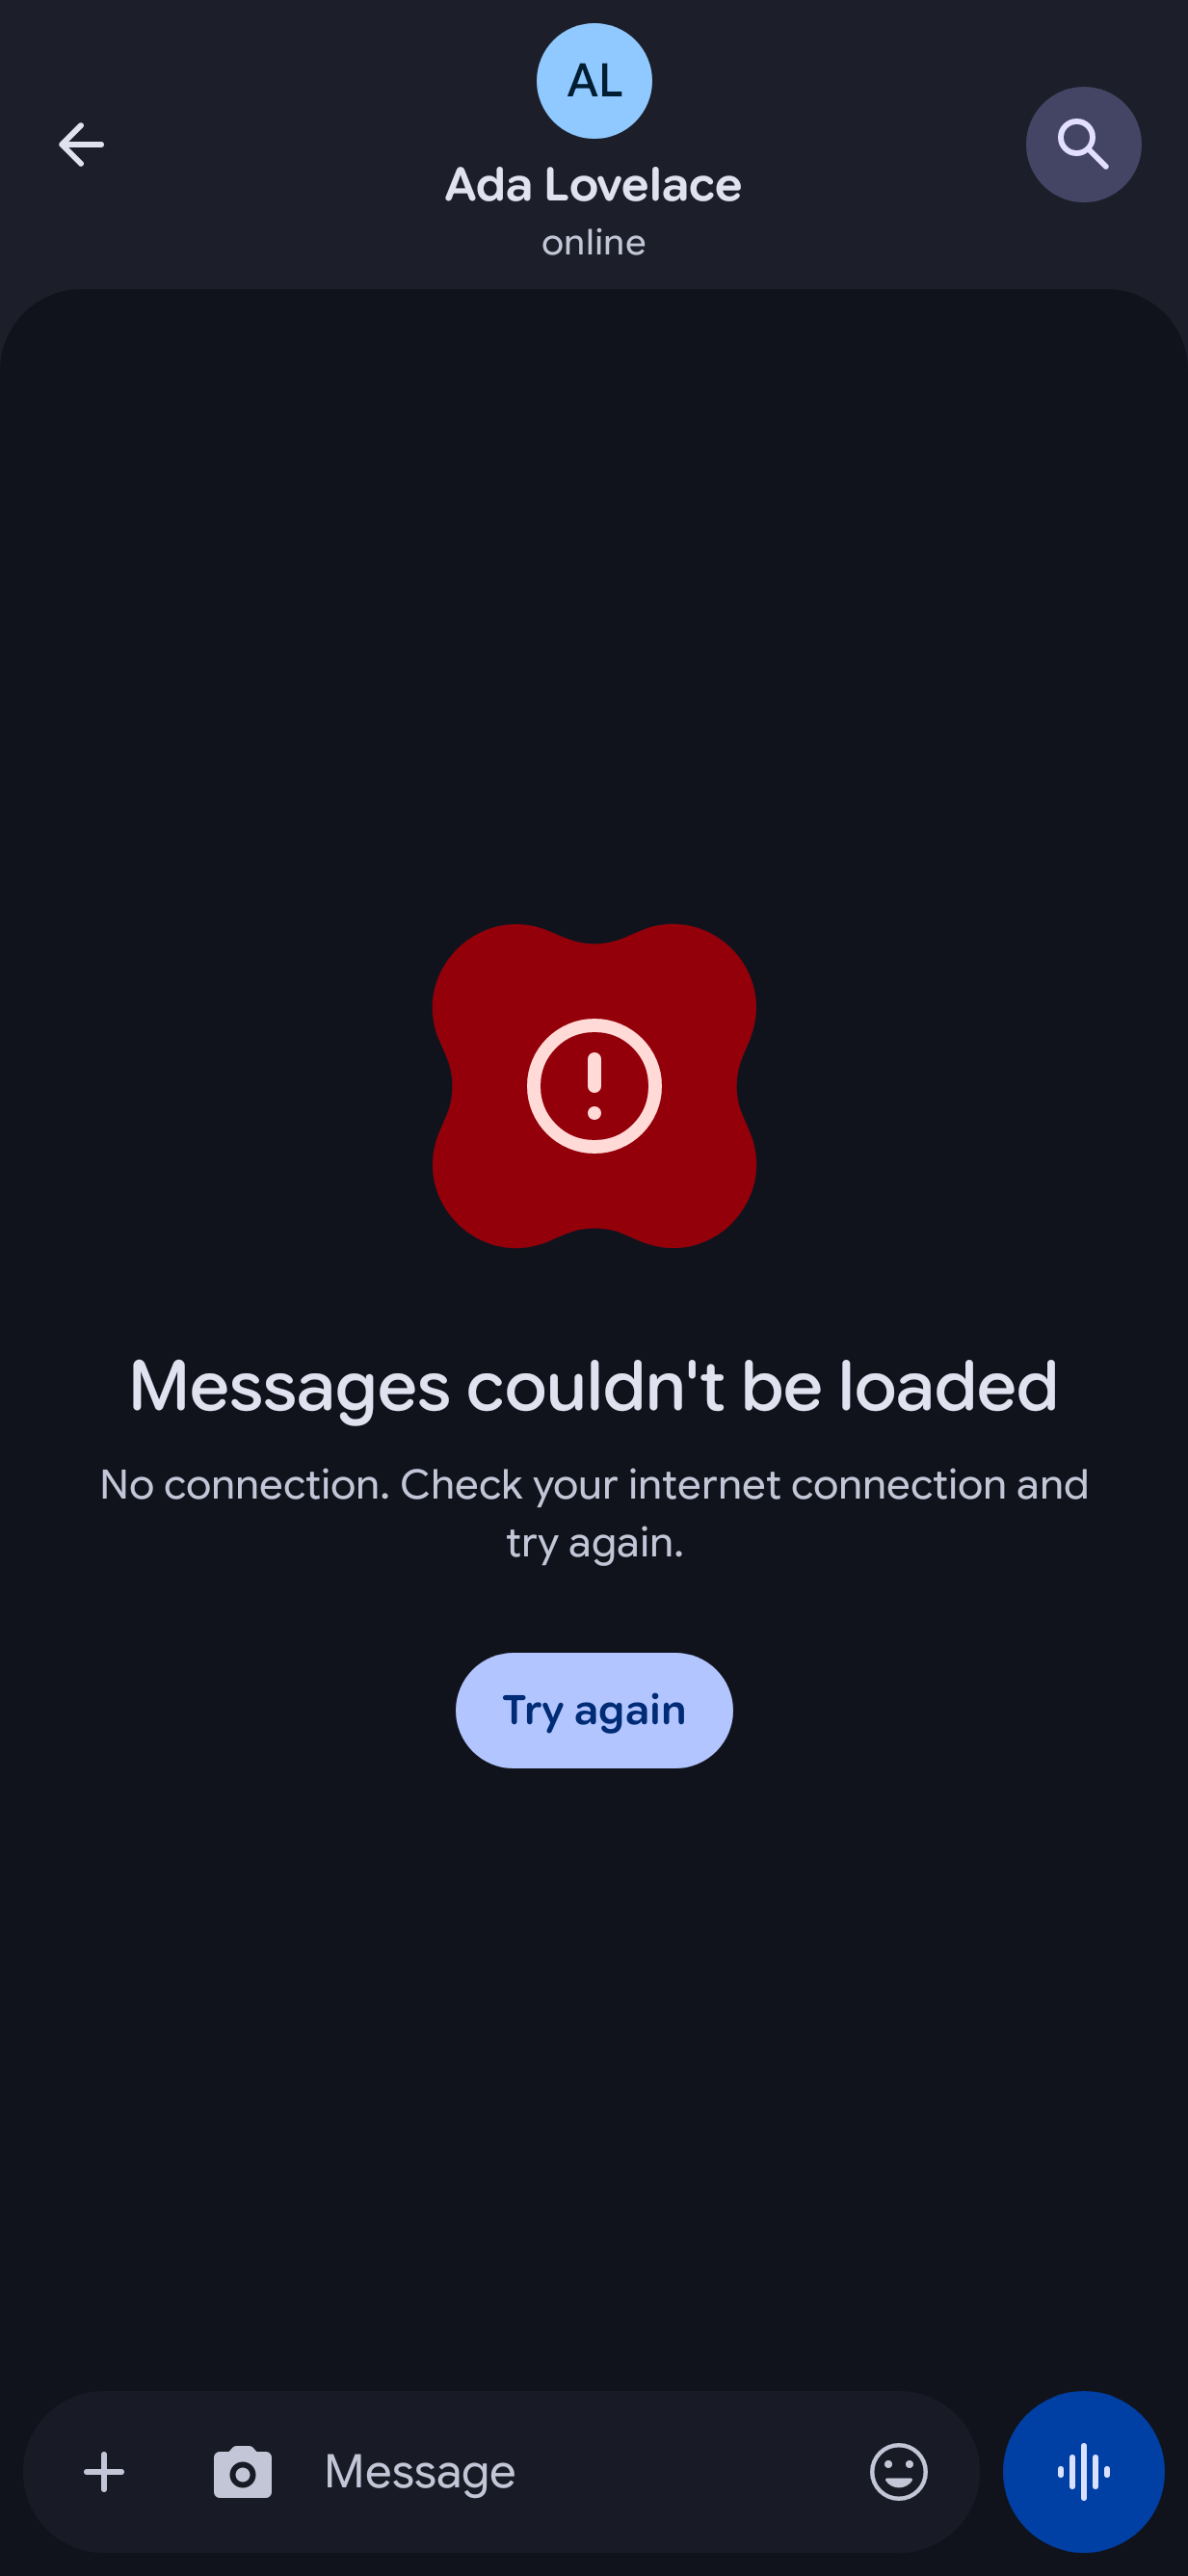 AL
Ada Lovelace
online
Messages couldn't be loaded
No connection. Check your internet connection and
try again.
Try again
Message